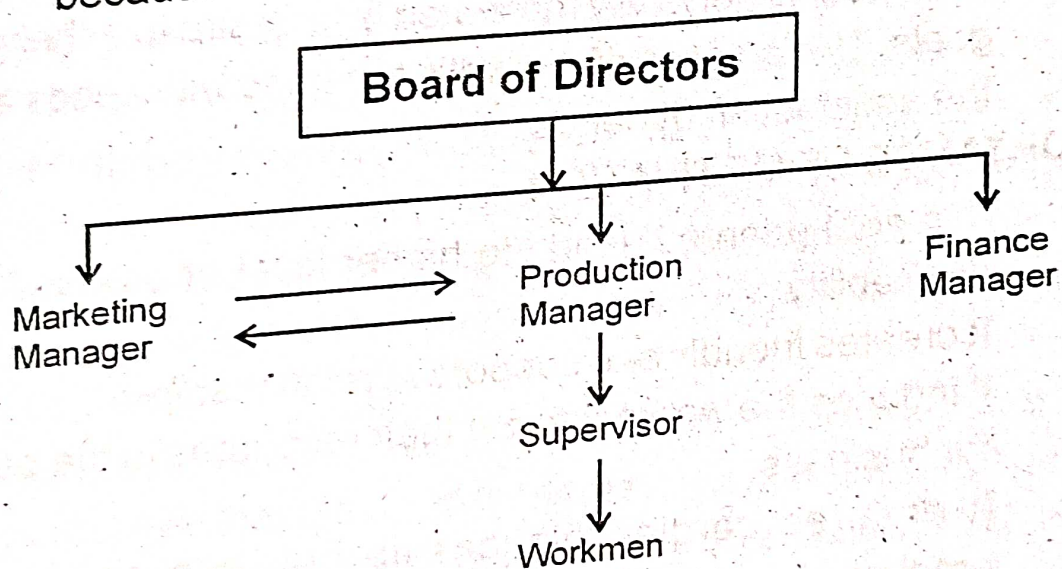 Board of Directors
Marketing
Manager
Production
Manager
Finance
Manager
Supervisor
Workmen